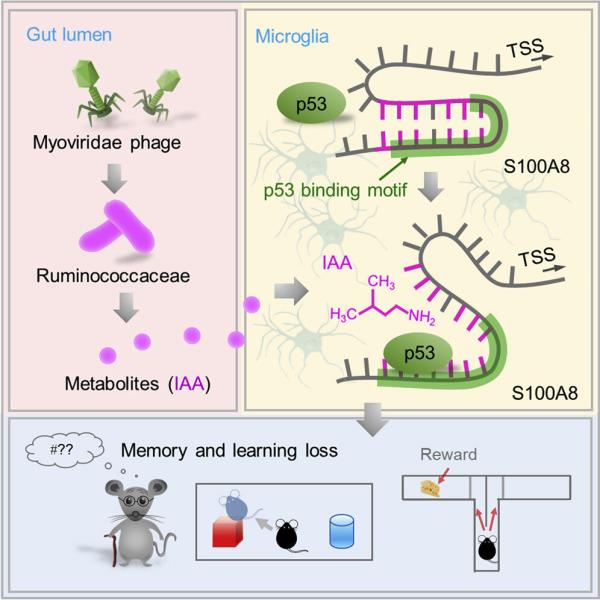 Gut lumen
Myoviridae phage
Ruminococcaceae
Metabolites (IAA)
Microglia
TSS
p53
S100A8
p53 binding motif
IAA
CH₃
H₃C
NH₂
TSS
p53
S100A8
#??
Memory and learning loss
Reward